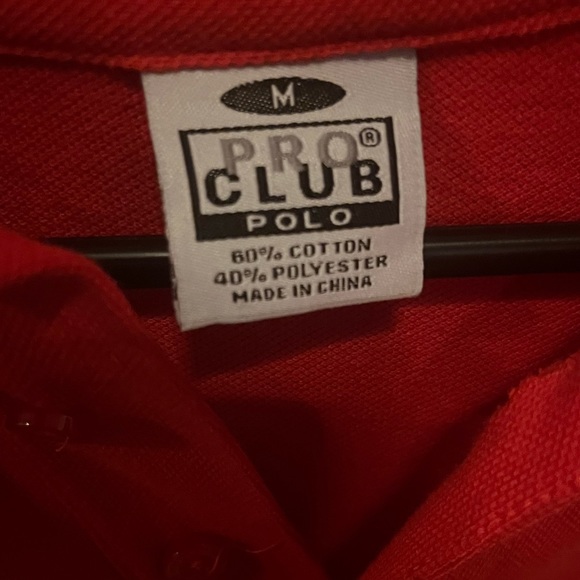 M
PRO®
CLUB
POLO
60% COTTON
40% POLYESTER
MADE IN CHINA